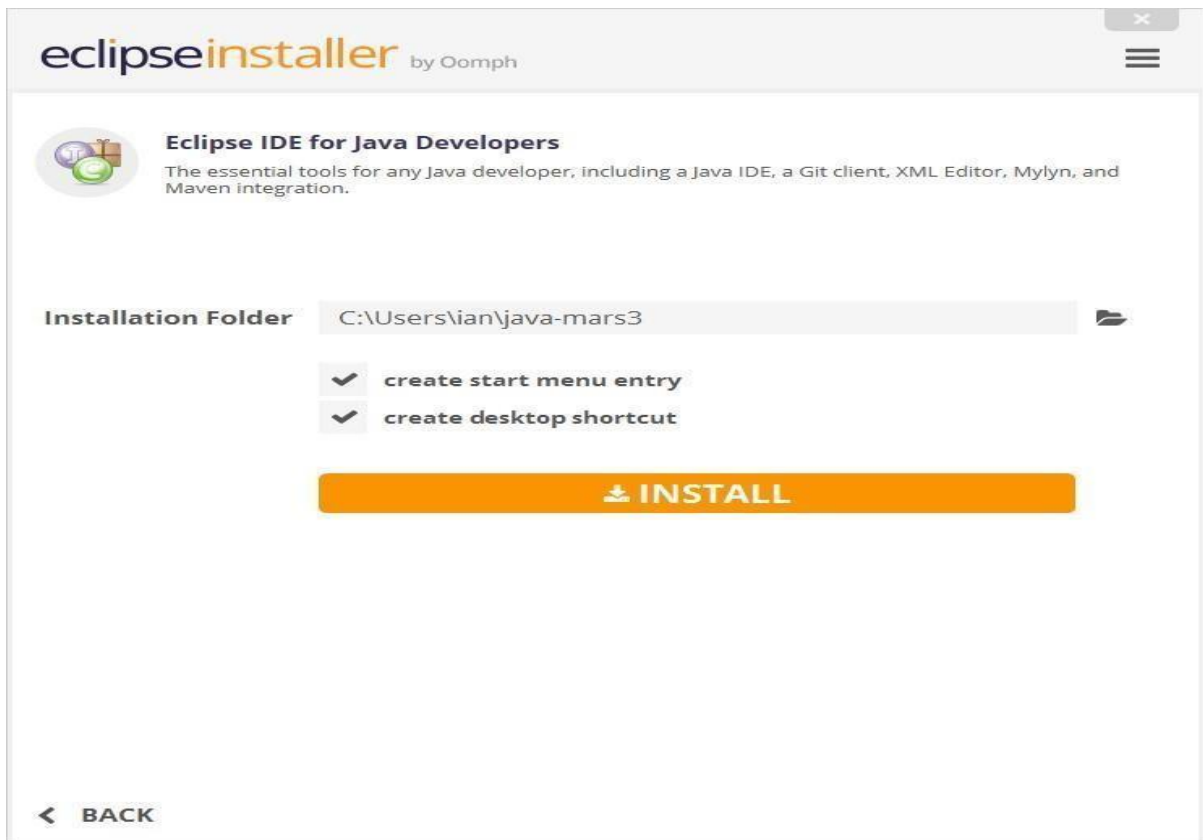 eclipseinstaller by Oomph
Eclipse IDE for Java Developers
The essential tools for any Java developer, including a Java IDE, a Git client, XML Editor, Mylyn, and
Maven integration.
Installation Folder C:\Users\ian\java-mars3
create start menu entry
create desktop shortcut
INSTALL
BACK